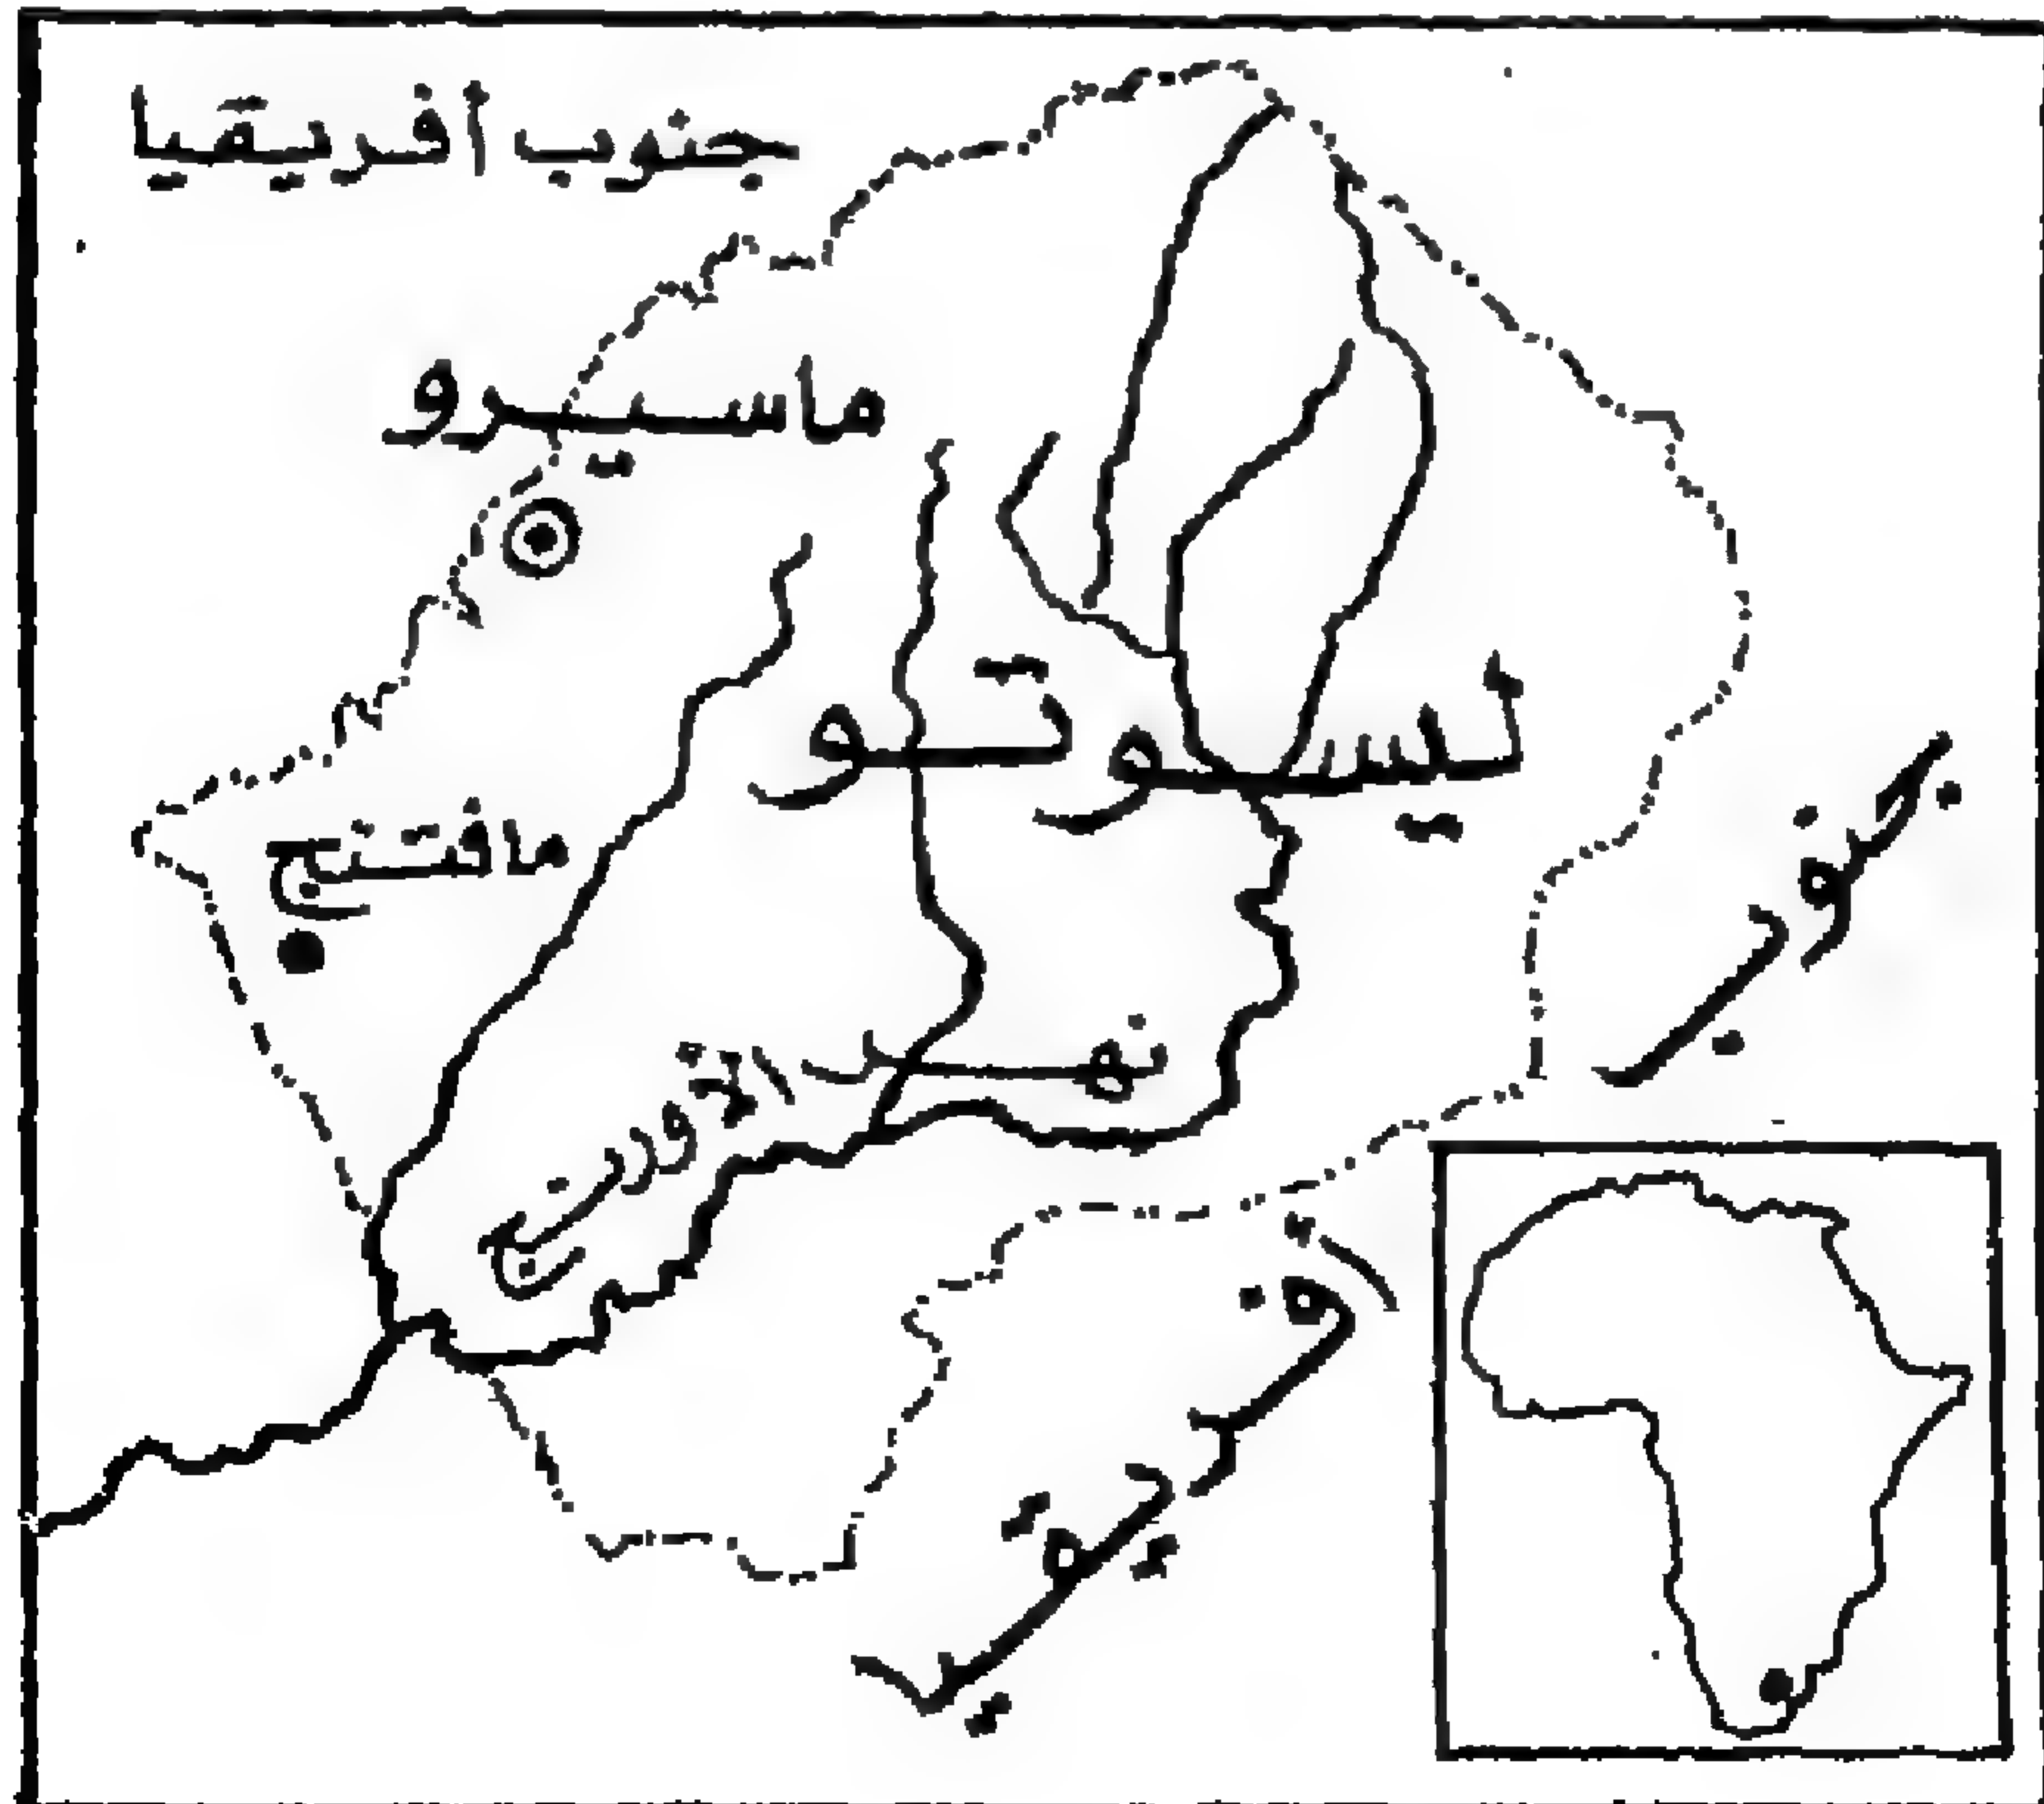 جنوب أفريقيا
ماسيرو
ليسوتو
مافتنج
نهر الأورنج
جنوب
أفريقيا